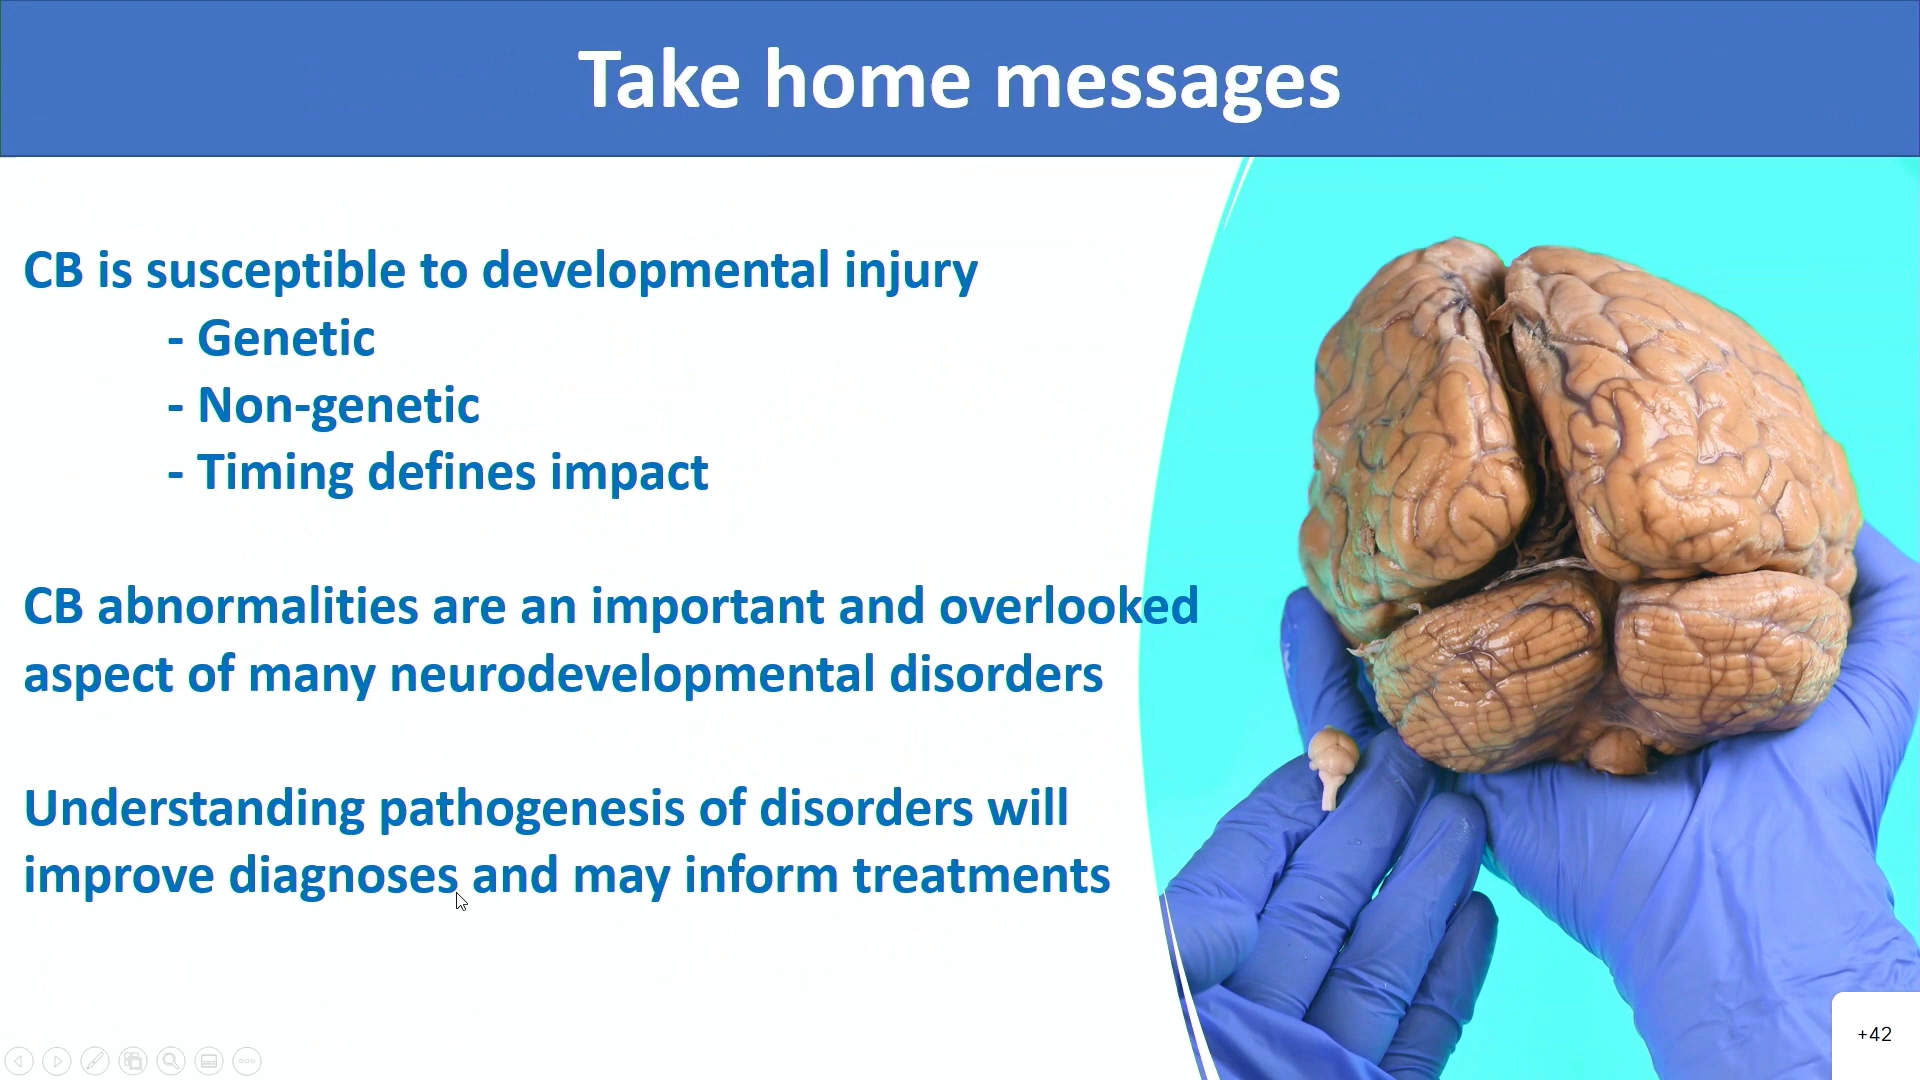 Take home messages
CB is susceptible to developmental injury
- Genetic
- Non-genetic
- Timing defines impact
CB abnormalities are an important and overlooked
aspect of many neurodevelopmental disorders
Understanding pathogenesis of disorders will
improve diagnoses and may inform treatments
+42